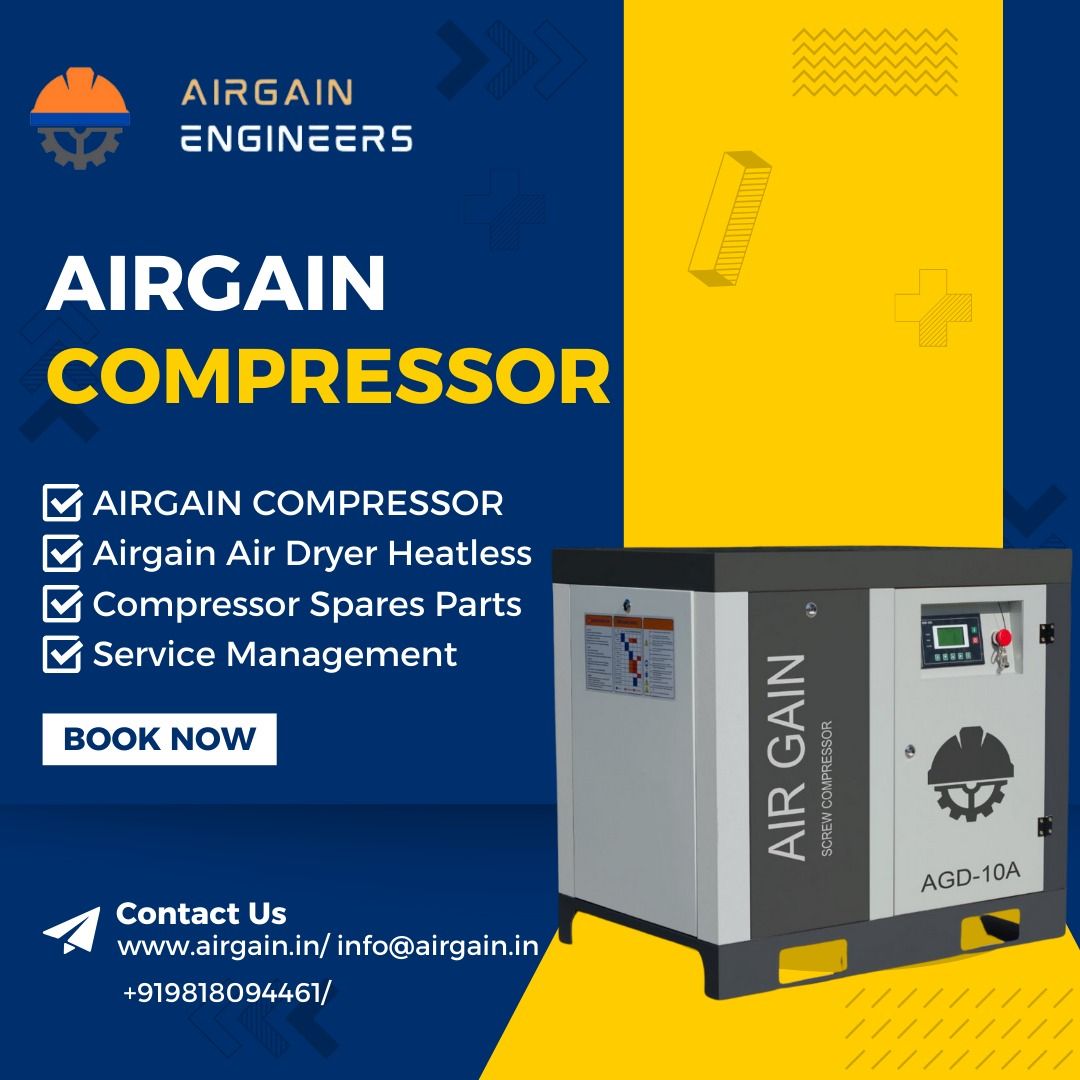 AIRGAIN
ENGINEERS
AIRGAIN
COMPRESSOR
AIRGAIN COMPRESSOR
Airgain Air Dryer Heatless
Compressor Spares Parts
Service Management
BOOK NOW
AIR GAIN
SCREW COMPRESSOR
AGD-10A
Contact Us
www.airgain.in/ info@airgain.in
+919818094461/